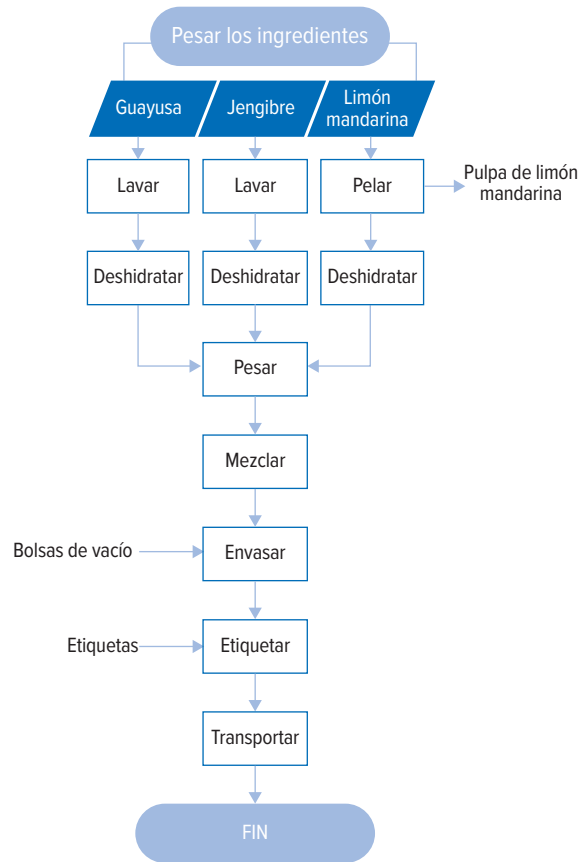 Pesar los ingredientes
Guayusa
Jengibre
Limón
mandarina
Lavar
Lavar
Pelar
Pulpa de limón
mandarina
Deshidratar
Deshidratar
Deshidratar
Pesar
Mezclar
Bolsas de vacío
Envasar
Etiquetas
Etiquetar
Transportar
FIN